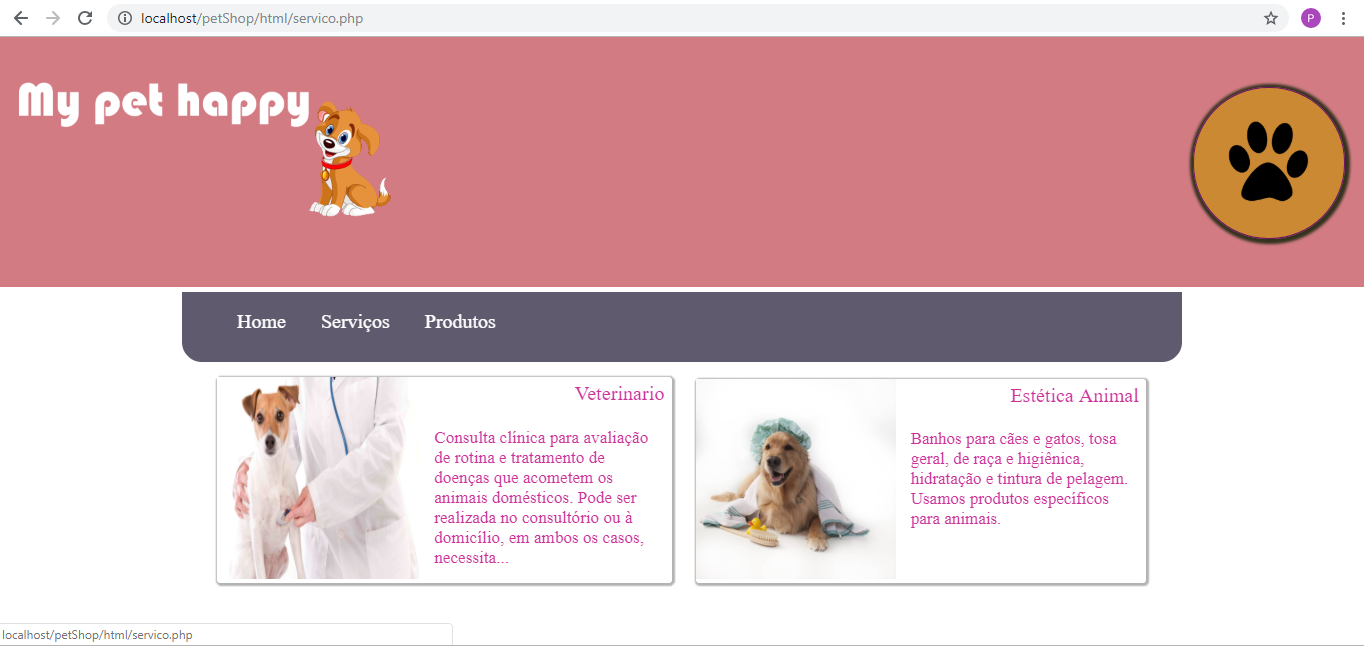 localhost/petShop/html/servico.php
P
My pet happy
Home Serviços Produtos
Veterinario
Consulta clínica para avaliação
de rotina e tratamento de
doenças que acometem os
animais domésticos. Pode ser
realizada no consultório ou à
domicílio, em ambos os casos,
necessita...
Estética Animal
Banhos para cães e gatos, tosa
geral, de raça e higiênica,
hidratação e tintura de pelagem.
Usamos produtos específicos
para animais.
localhost/petShop/html/servico.php